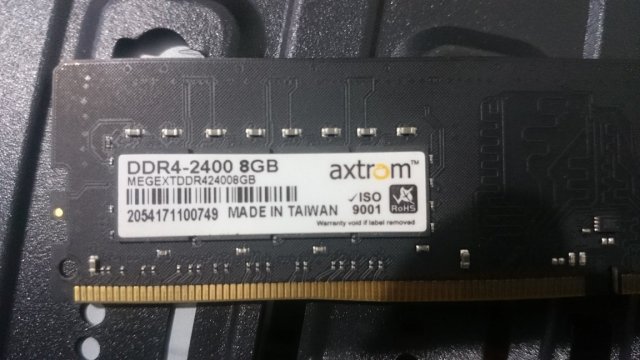 DDR4-2400 8GB
MEGEXTDDR424008GB
axtrom™
2054171100749 MADE IN TAIWAN
✓ISO
9001
RoHS
Warranty void if label removed